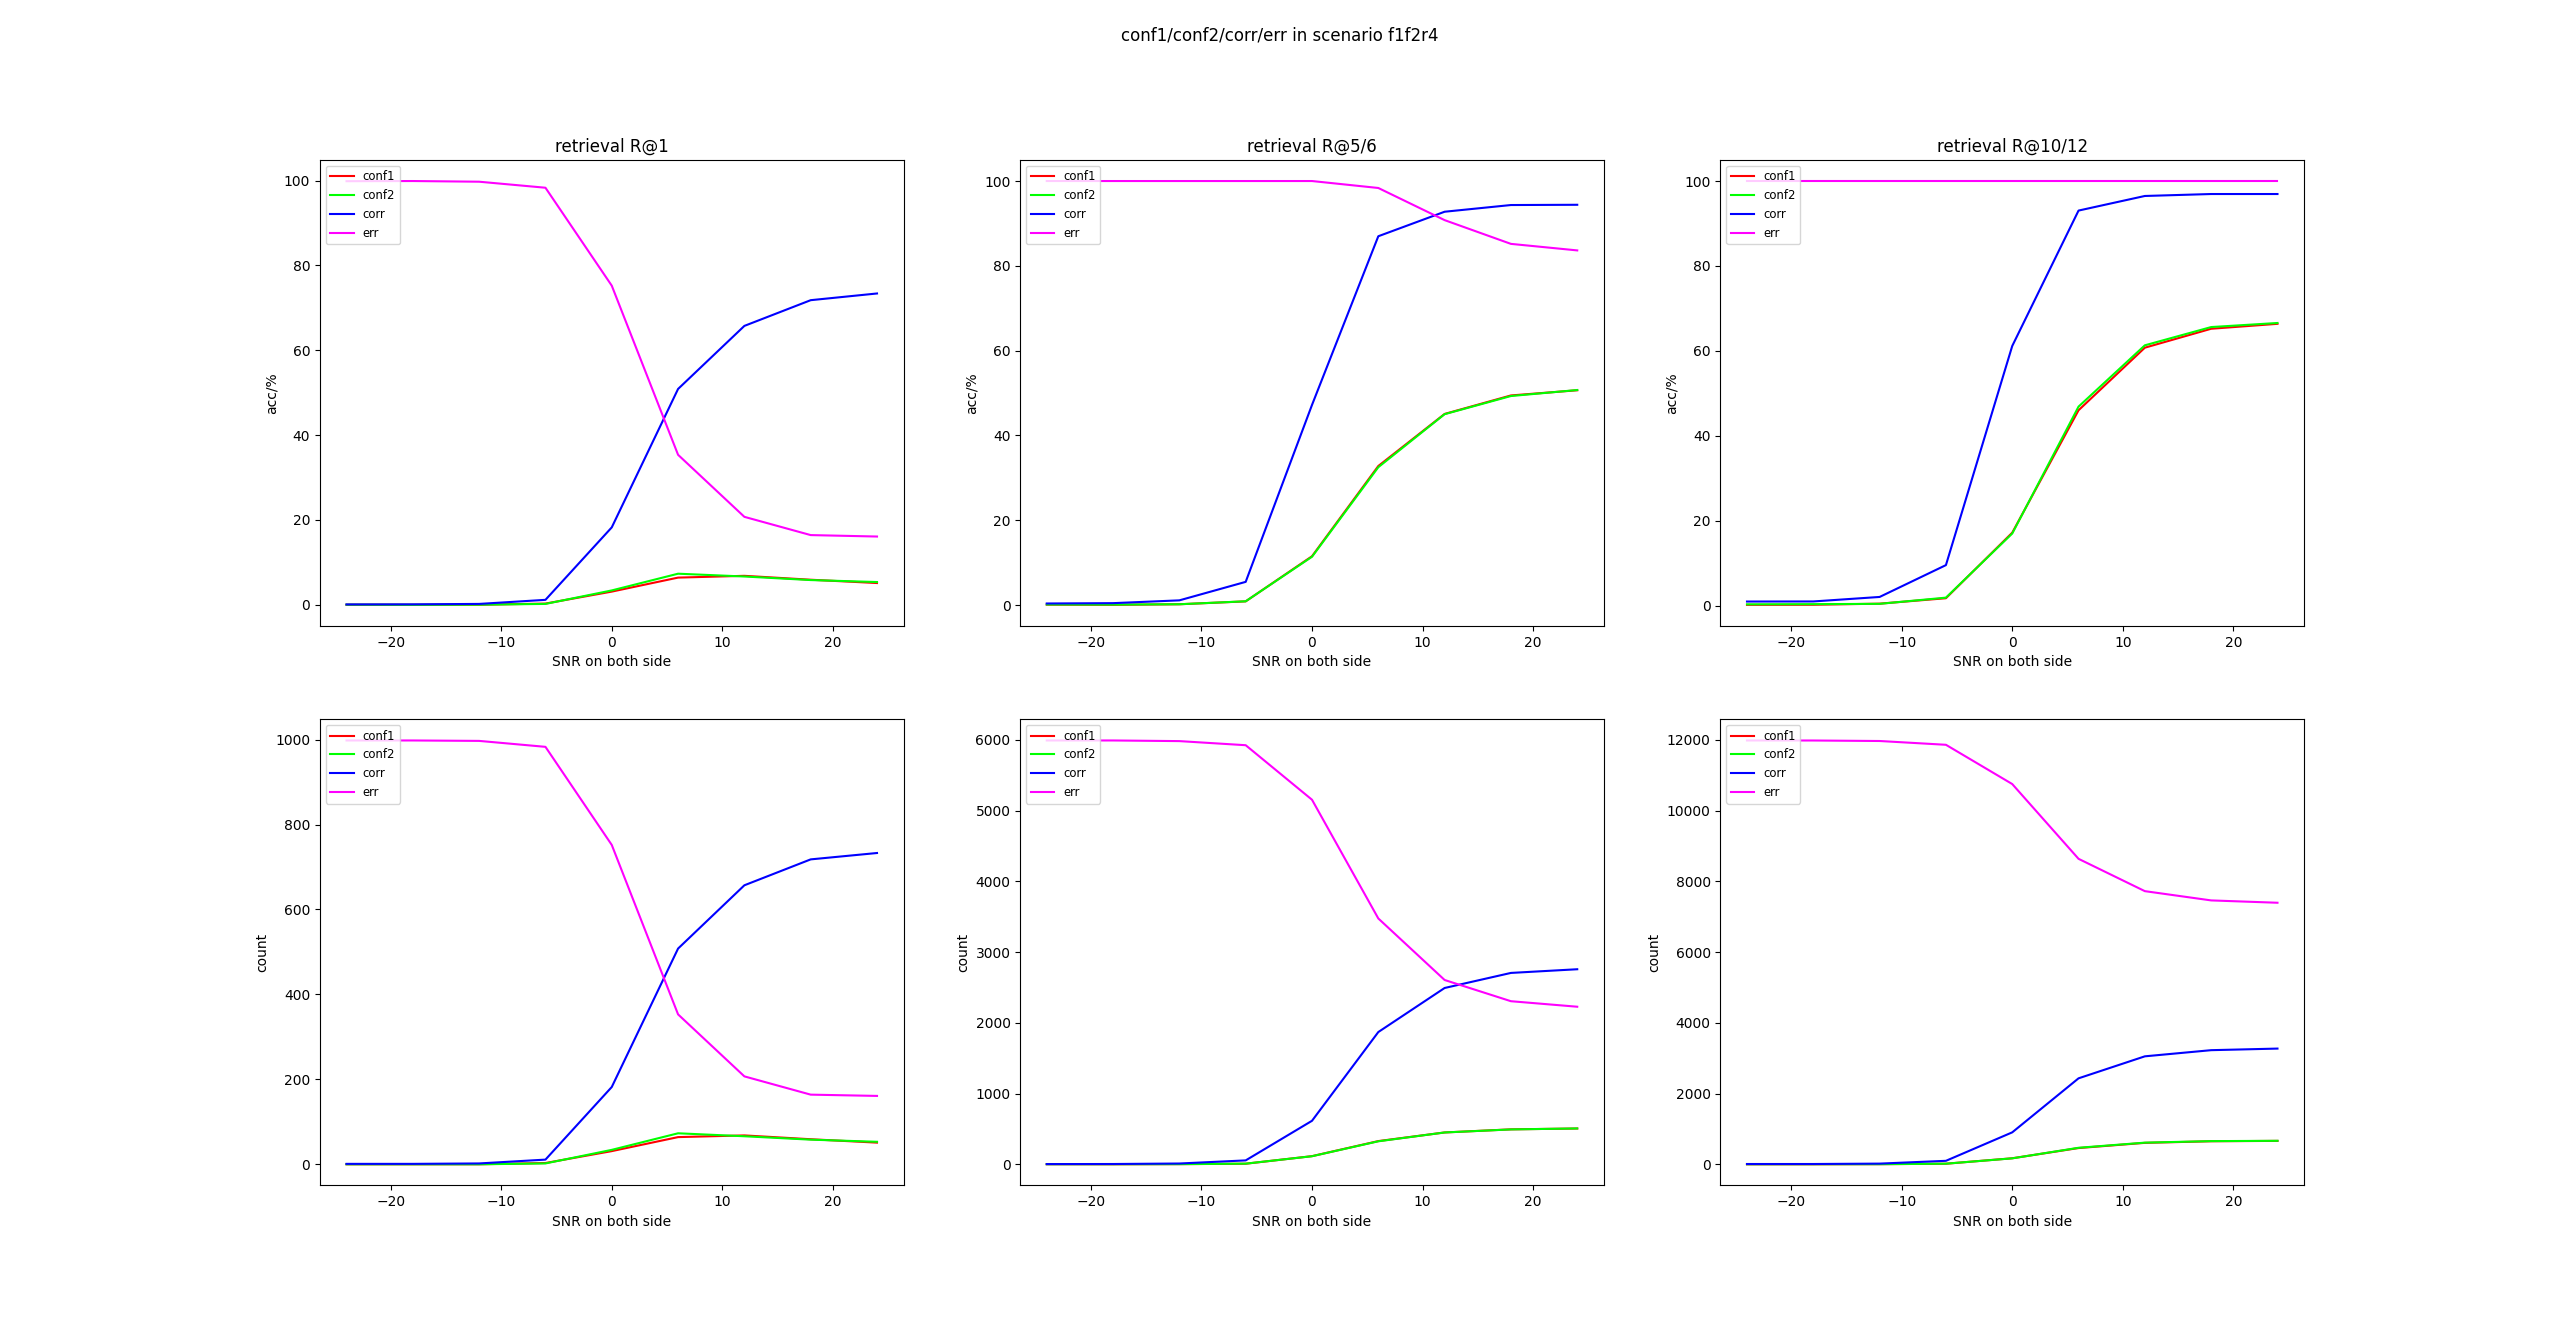 conf1/conf2/corr/err in scenario f1f2r4
retrieval R@1
100
80
60
40
20
0
acc/%
conf1
conf2
corr
err
−20
−10
0
10
20
SNR on both side
retrieval R@5/6
100
80
60
40
20
0
acc/%
conf1
conf2
corr
err
−20
−10
0
10
20
SNR on both side
retrieval R@10/12
100
80
60
40
20
0
acc/%
conf1
conf2
corr
err
−20
−10
0
10
20
SNR on both side
1000
800
600
400
200
0
count
conf1
conf2
corr
err
−20
−10
0
10
20
SNR on both side
6000
5000
4000
3000
2000
1000
0
count
conf1
conf2
corr
err
−20
−10
0
10
20
SNR on both side
12000
10000
8000
6000
4000
2000
0
count
conf1
conf2
corr
err
−20
−10
0
10
20
SNR on both side